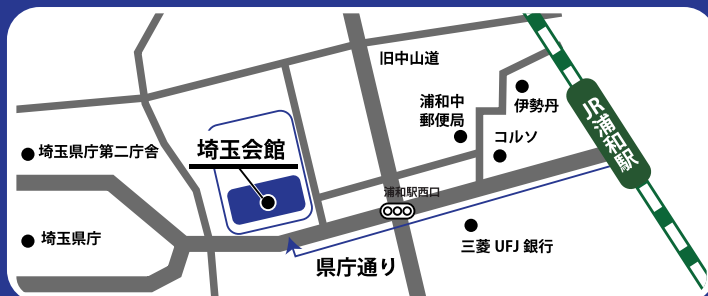 旧中山道
伊勢丹
浦和中
郵便局
コルソ
JR浦和駅
埼玉会館
埼玉県庁第二庁舎
浦和駅西口
埼玉県庁
三菱 UFJ 銀行
県庁通り